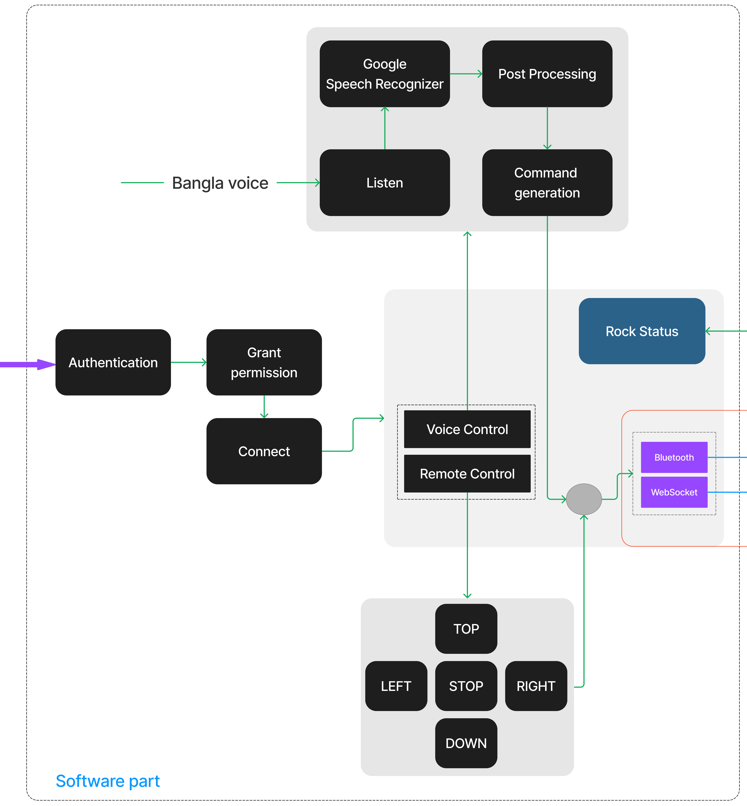 Google
Speech Recognizer
Post Processing
Bangla voice
Listen
Command
generation
Rock Status
Authentication
Grant
permission
Connect
Voice Control
Remote Control
Bluetooth
WebSocket
TOP
LEFT
STOP
RIGHT
DOWN
Software part